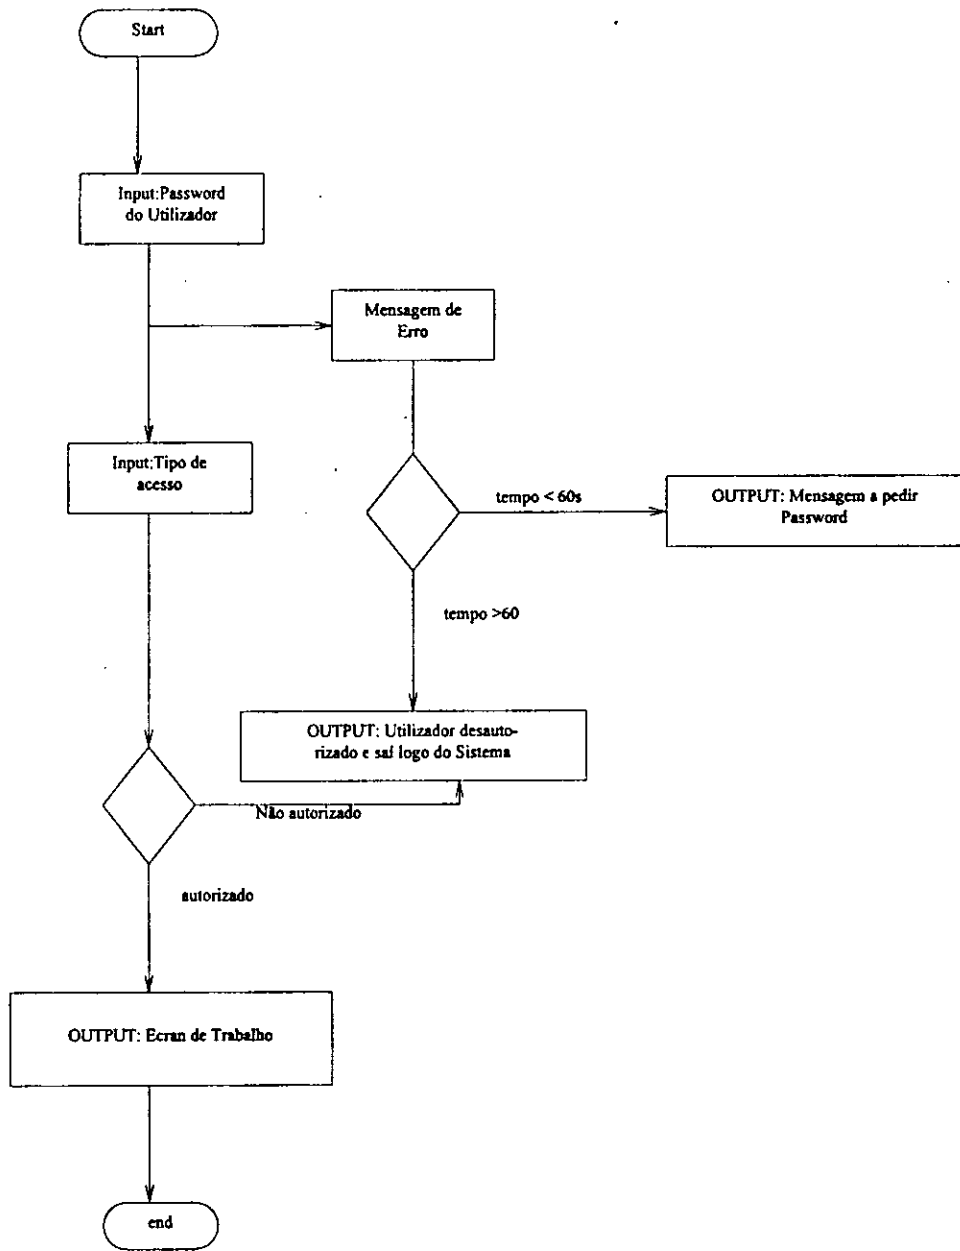 Start
Input:Password
do Utilizador
Mensagem de
Erro
Input:Tipo de
acesso
tempo < 60s
OUTPUT: Mensagem a pedir
Password
tempo >60
OUTPUT: Utilizador desauto-
rizado e saí logo do Sistema
Não autorizado
autorizado
OUTPUT: Ecran de Trabalho
end